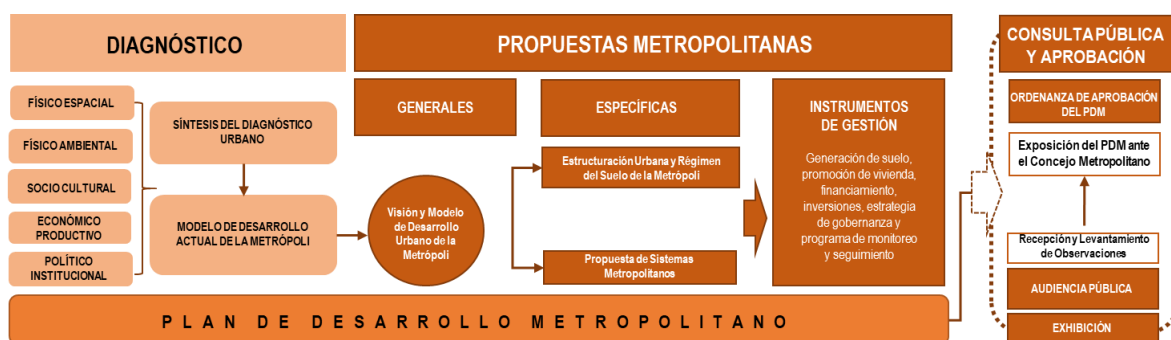 DIAGNÓSTICO
FÍSICO ESPACIAL
FÍSICO AMBIENTAL
SOCIO CULTURAL
ECONÓMICO
PRODUCTIVO
POLÍTICO
INSTITUCIONAL
SÍNTESIS DEL DIAGNÓSTICO
URBANO
MODELO DE DESARROLLO
ACTUAL DE LA METRÓPOLI
PROPUESTAS METROPOLITANAS
GENERALES
Visión y Modelo
de Desarrollo
Urbano de la
Metrópoli
ESPECÍFICAS
Estructuración Urbana y Régimen
del Suelo de la Metrópoli
Propuesta de Sistemas
Metropolitanos
INSTRUMENTOS
DE GESTIÓN
Generación de suelo,
promoción de vivienda,
financiamiento,
inversiones, estrategia
de gobernanza y
programa de monitoreo
y seguimiento
PLAN DE DESARROLLO METROPOLITANO
CONSULTA PÚBLICA
Y APROBACIÓN
ORDENANZA DE APROBACIÓN
DEL PDM
Exposición del PDM ante
el Concejo Metropolitano
Recepción y Levantamiento
de Observaciones
AUDIENCIA PÚBLICA
EXHIBICIÓN